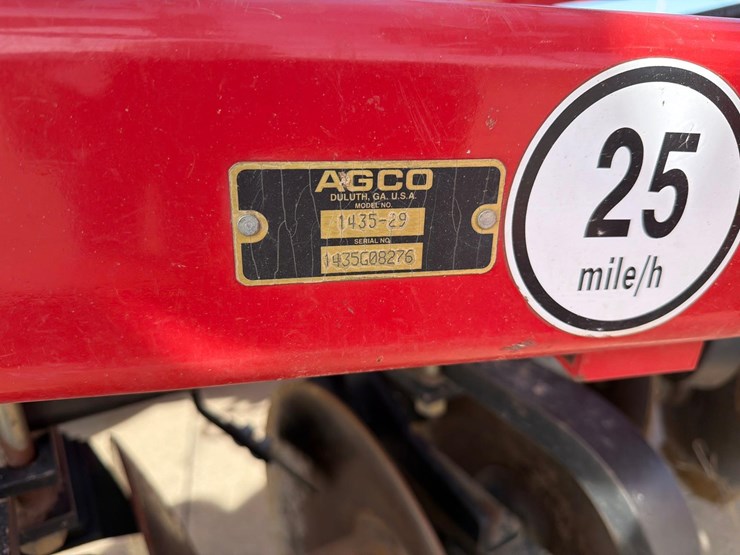 AGCO
DULUTH, GA. U.S.A.
MODEL NO.
1435-29
SERIAL NO.
1435G08276
25
mile/h